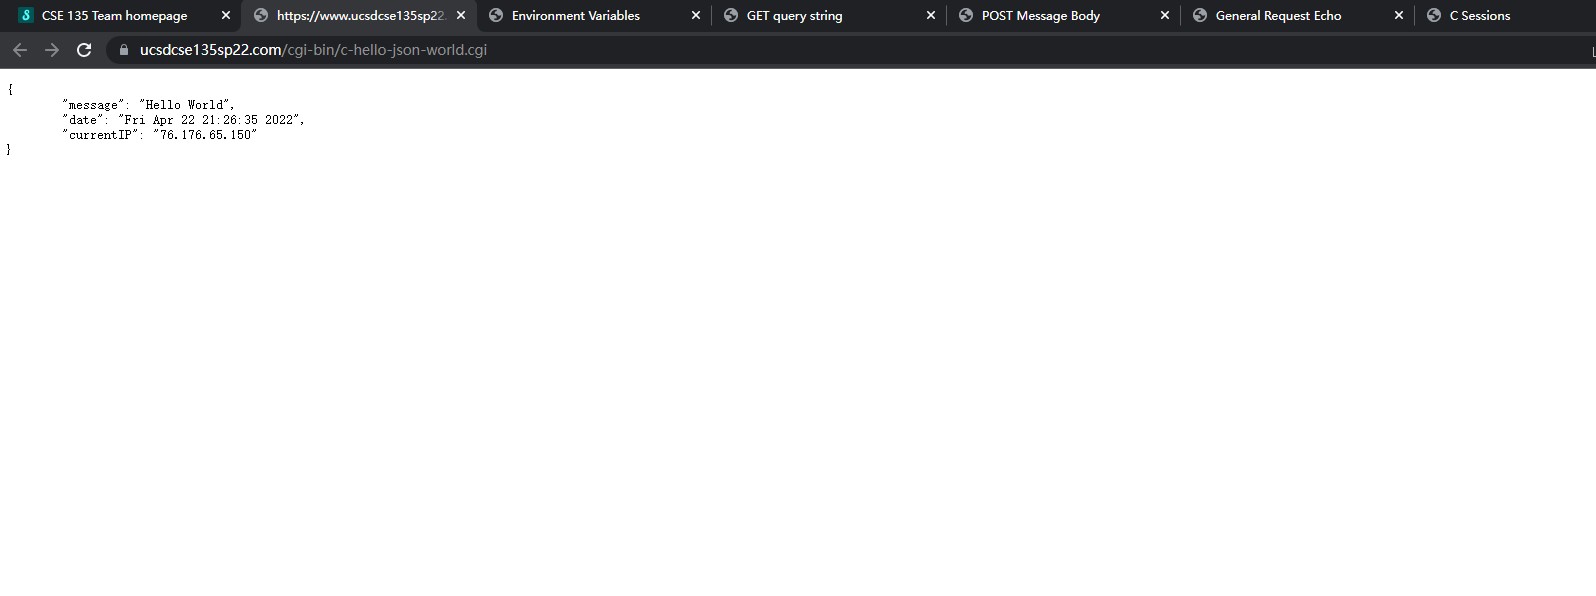 CSE 135 Team homepage
https://www.ucsdcse135sp22.
Environment Variables
GET query string
POST Message Body
General Request Echo
C Sessions
ucsdcse135sp22.com/cgi-bin/c-hello-json-world.cgi
{
"message": "Hello World",
"date": "Fri Apr 22 21:26:35 2022",
"currentIP": "76.176.65.150"
}